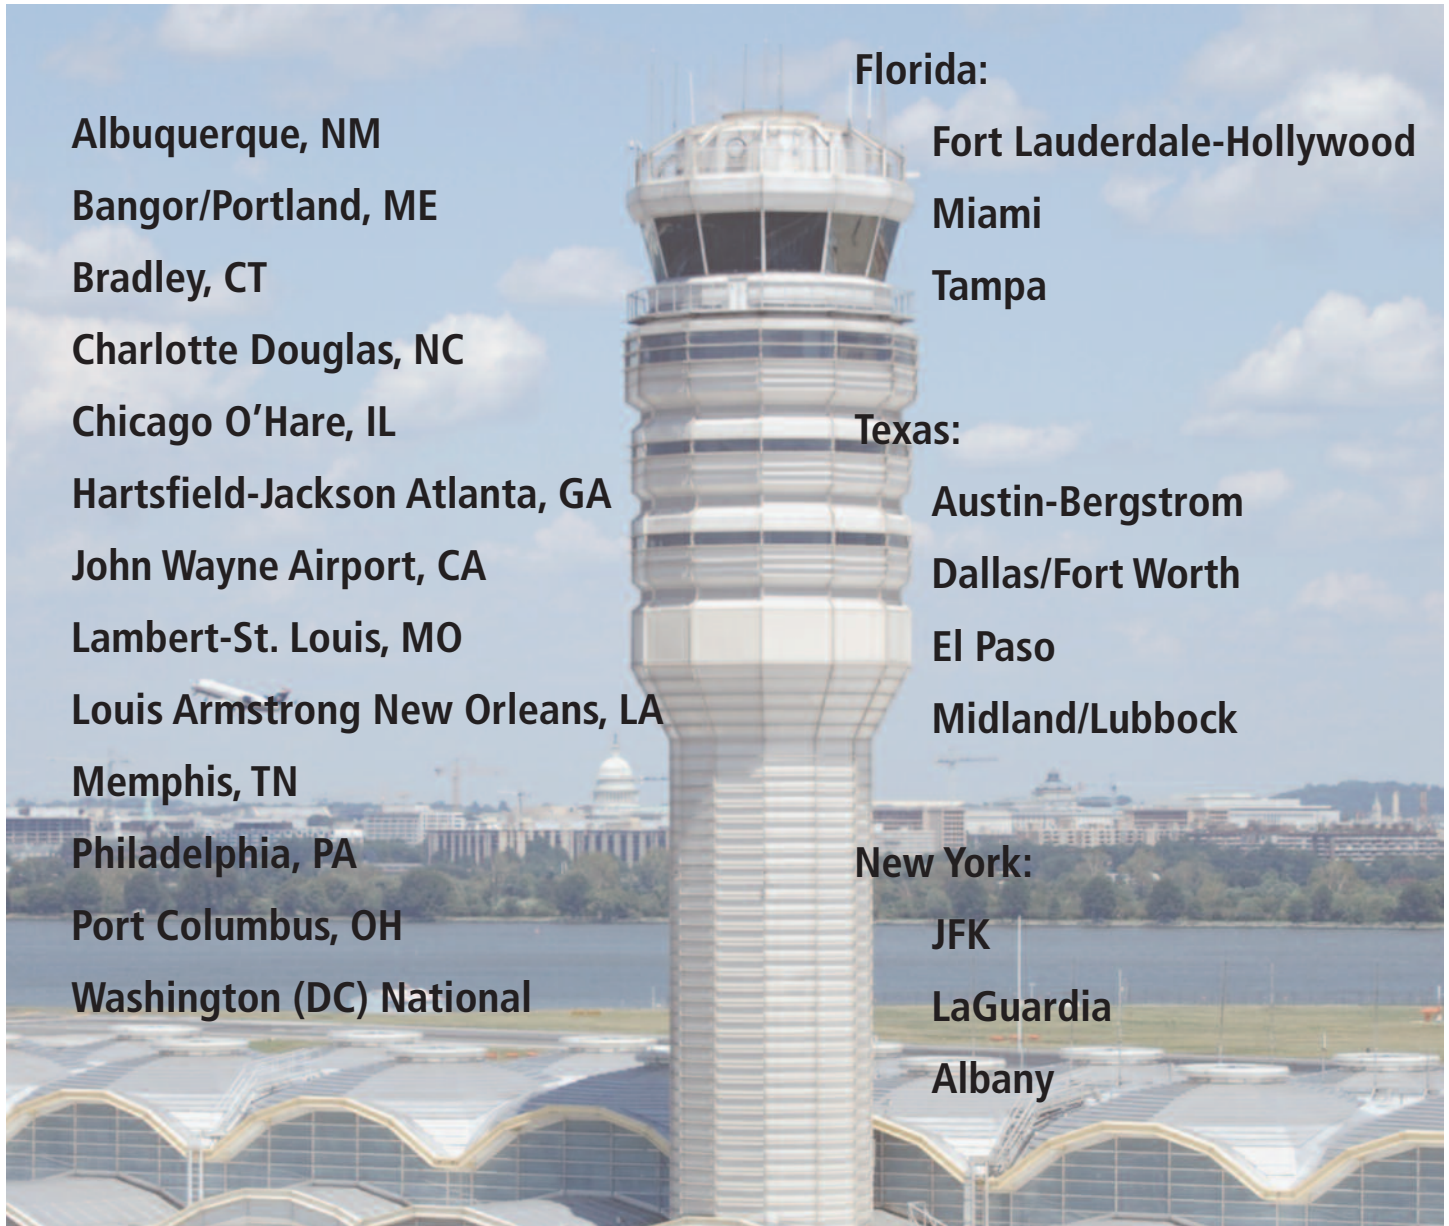 Albuquerque, NM
Bangor/Portland, ME
Bradley, CT
Charlotte Douglas, NC
Chicago O’Hare, IL
Hartsfield-Jackson Atlanta, GA
John Wayne Airport, CA
Lambert-St. Louis, MO
Louis Armstrong New Orleans, LA
Memphis, TN
Philadelphia, PA
Port Columbus, OH
Washington (DC) National
Florida:
Fort Lauderdale-Hollywood
Miami
Tampa
Texas:
Austin-Bergstrom
Dallas/Fort Worth
El Paso
Midland/Lubbock
New York:
JFK
LaGuardia
Albany